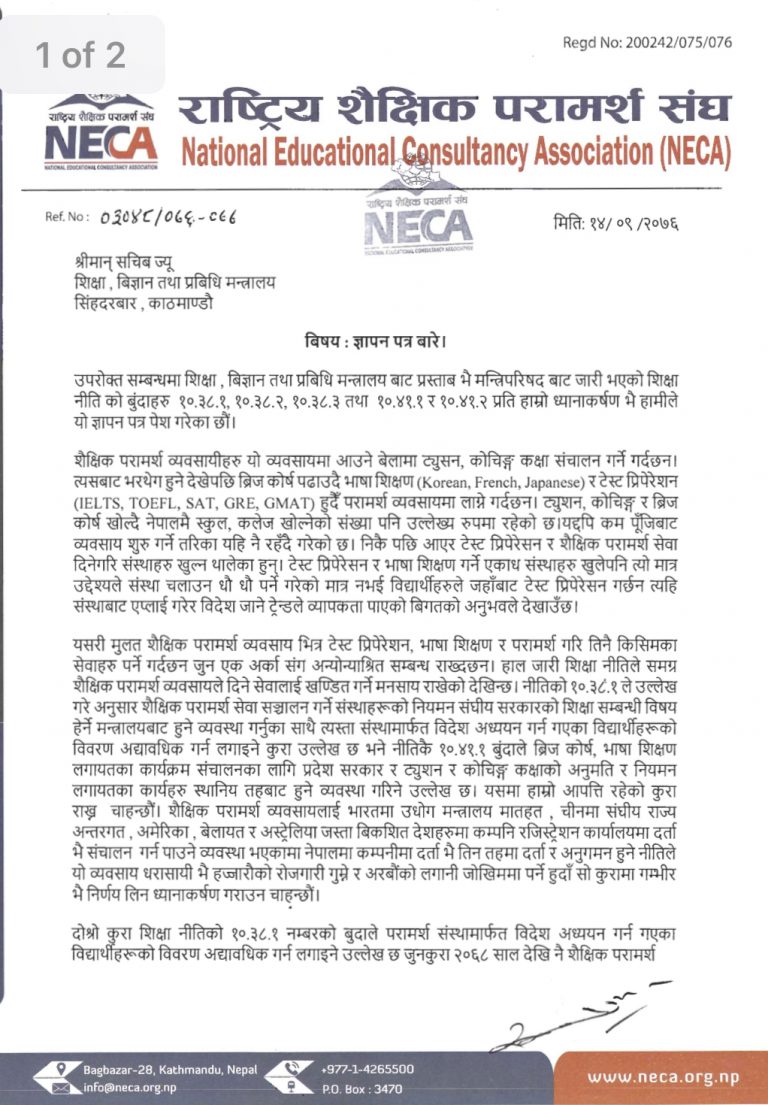 1 of 2
Regd No: 200242/075/076
राष्ट्रिय शैक्षिक परामर्श संघ
NECA
NATIONAL EDUCATIONAL CONSULTANCY ASSOCIATION
राष्ट्रिय शैक्षिक परामर्श संघ
National Educational Consultancy Association (NECA)
राष्ट्रिय शैक्षिक परामर्श संघ
NECA
NATIONAL EDUCATIONAL CONSULTANCY ASSOCIATION
Ref. No :
मिति: १४/ ०९ /२०७६
श्रीमान् सचिब ज्यू
शिक्षा , बिज्ञान तथा प्रबिधि मन्त्रालय
सिंहदरबार , काठमाण्डौ
बिषय : ज्ञापन पत्र बारे।
उपरोक्त सम्बन्धमा शिक्षा , बिज्ञान तथा प्रबिधि मन्त्रालय बाट प्रस्ताब भै मन्त्रिपरिषद बाट जारी भएको शिक्षा
नीति को बुंदाहरु १०.३८.१, १०.३८.२, १०.३८.३ तथा १०.४१.१ र १०.४१.२ प्रति हाम्रो ध्यानाकर्षण भै हामीले
यो ज्ञापन पत्र पेश गरेका छौं।
शैक्षिक परामर्श व्यवसायीहरु यो व्यवसायमा आउने बेलामा ट्युसन, कोचिङ्ग कक्षा संचालन गर्ने गर्दछन।
त्यसबाट भरथेग हुने देखेपछि ब्रिज कोर्ष पढाउदै भाषा शिक्षण (Korean, French, Japanese) र टेस्ट प्रिपेरेसन
(IELTS, TOEFL, SAT, GRE, GMAT) हुदैँ परामर्श व्यवसायमा लाग्ने गर्दछन। ट्युशन, कोचिङ्ग र ब्रिज
कोर्ष खोल्दै नेपालमै स्कुल, कलेज खोल्नेको संख्या पनि उल्लेख्य रुपमा रहेको छ।यद्दपि कम पूँजिबाट
व्यवसाय शुरु गर्ने तरिका यहि नै रहँदै गरेको छ। निकै पछि आएर टेस्ट प्रिपेरेसन र शैक्षिक परामर्श सेवा
दिनेगरि संस्थाहरु खुल्न थालेका हुन्। टेस्ट प्रिपेरेसन र भाषा शिक्षण गर्ने एकाध संस्थाहरु खुलेपनि त्यो मात्र
उद्देश्यले संस्था चलाउन धौ धौ पर्ने गरेको मात्र नभई विद्यार्थीहरुले जहाँबाट टेस्ट प्रिपेरेसन गर्छन त्यहि
संस्थाबाट एप्लाई गरेर विदेश जाने ट्रेन्डले व्यापकता पाएको बिगतको अनुभवले देखाउँछ।
यसरी मुलत शैक्षिक परामर्श व्यवसाय भित्र टेस्ट प्रिपेरेशन, भाषा शिक्षण र परामर्श गरि तिनै किसिमका
सेवाहरु पर्ने गर्दछन जुन एक अर्का संग अन्योन्याश्रित सम्बन्ध राख्दछन। हाल जारी शिक्षा नीतिले समग्र
शैक्षिक परामर्श व्यवसायले दिने सेवालाई खण्डित गर्ने मनसाय राखेको देखिन्छ। नीतिको १०.३८.१ ले उल्लेख
गरे अनुसार शैक्षिक परामर्श सेवा सञ्चालन गर्ने संस्थाहरुको नियमन संघीय सरकारको शिक्षा सम्बन्धी विषय
हेर्ने मन्त्रालयबाट हुने व्यवस्था गर्नुका साथै त्यस्ता संस्थामार्फत विदेश अध्ययन गर्न गएका विद्यार्थीहरूको
विवरण अद्यावधिक गर्न लगाइने कुरा उल्लेख छ भने नीतिकै १०.४१.१ बुंदाले ब्रिज कोर्ष, भाषा शिक्षण
लगायतका कार्यक्रम संचालनका लागि प्रदेश सरकार र ट्युशन र कोचिङ्ग कक्षाको अनुमति र नियमन
लगायतका कार्यहरु स्थानिय तहबाट हुने व्यवस्था गरिने उल्लेख छ। यसमा हाम्रो आपत्ति रहेको कुरा
राख्न चाहन्छौं। शैक्षिक परामर्श व्यवसायलाई भारतमा उधोग मन्त्रालय मातहत , चीनमा संघीय राज्य
अन्तरगत , अमेरिका , बेलायत र अस्ट्रेलिया जस्ता बिकशित देशहरुमा कम्पनि रजिस्ट्रेशन कार्यालयमा दर्ता
भै संचालन गर्न पाउने व्यवस्था भएकामा नेपालमा कम्पनीमा दर्ता भै तिन तहमा दर्ता र अनुगमन हुने नीतिले
यो व्यवसाय धरासायी भै हज्जारौको रोजगारी गुम्ने र अरबौंको लगानी जोखिममा पर्ने हुदाँ सो कुरामा गम्भीर
भै निर्णय लिन ध्यानाकर्षण गराउन चाहन्छौं।
दोश्रो कुरा शिक्षा नीतिको १०.३८.१ नम्बरको बुदाले परामर्श संस्थामार्फत विदेश अध्ययन गर्न गएका
विद्यार्थीहरूको विवरण अद्यावधिक गर्न लगाइने उल्लेख छ जुनकुरा २०६८ साल देखि नै शैक्षिक परामर्श
Bagbazar-28, Kathmandu, Nepal
info@neca.org.np
+977-1-4265500
P.O. Box : 3470
www.neca.org.np